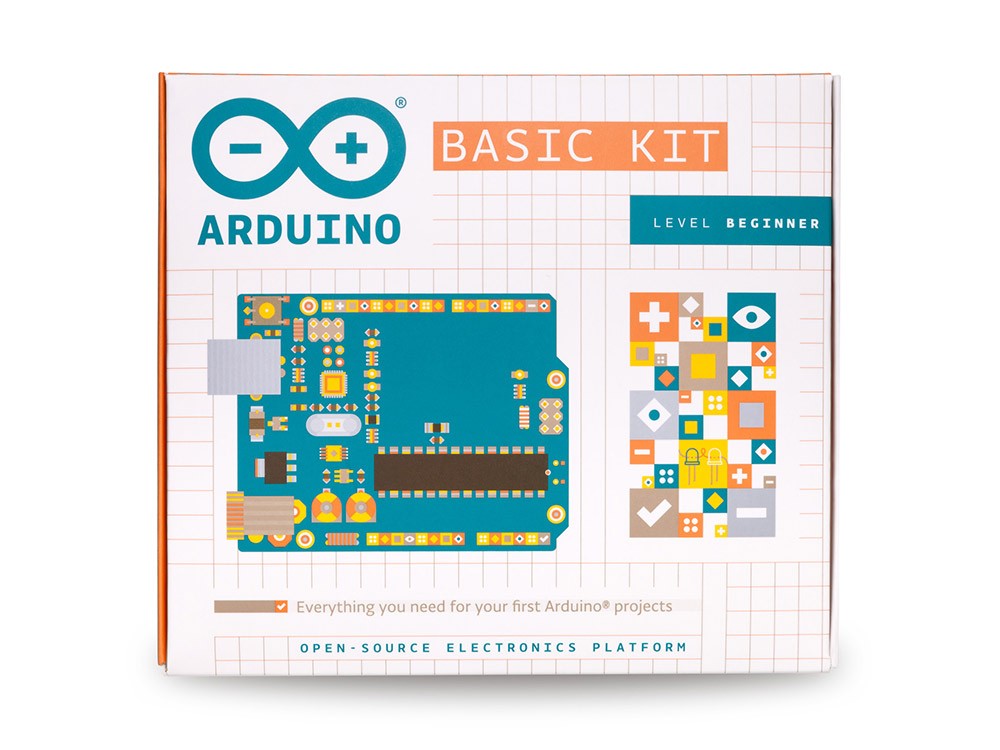 ®
ARDUINO
BASIC KIT
LEVEL BEGINNER
Everything you need for your first Arduino® projects
OPEN-SOURCE ELECTRONICS PLATFORM